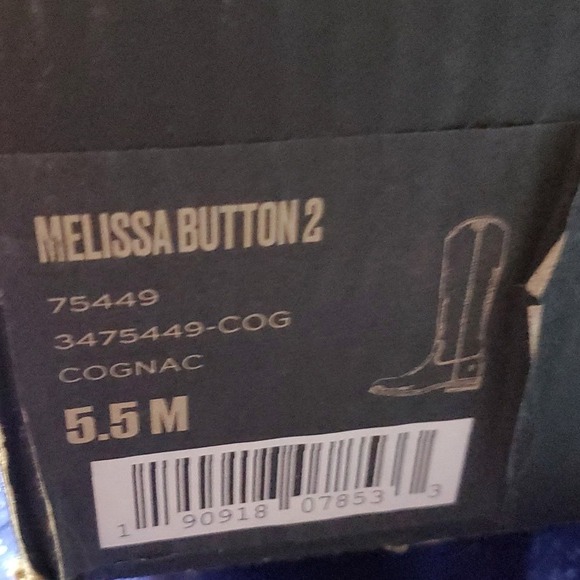 MELISSA BUTTON 2
75449
3475449-COG
COGNAC
5.5 M
1 90918 07853 3